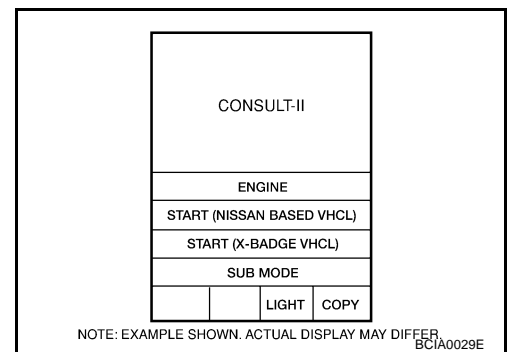 CONSULT-II
ENGINE
START (NISSAN BASED VHCL)
START (X-BADGE VHCL)
SUB MODE
LIGHT COPY
NOTE: EXAMPLE SHOWN. ACTUAL DISPLAY MAY DIFFER.
BCIA0029E